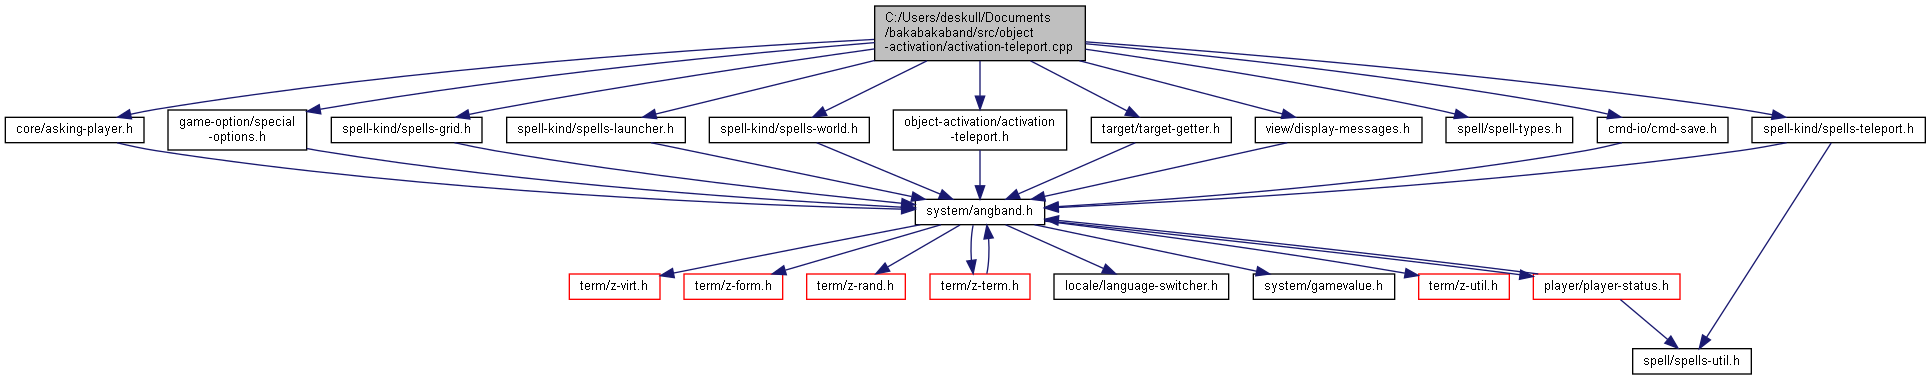 C:/Users/deskull/Documents
/bakabakaband/src/object
-activation/activation-teleport.cpp
core/asking-player.h
game-option/special
-options.h
spell-kind/spells-grid.h
spell-kind/spells-launcher.h
spell-kind/spells-world.h
object-activation/activation
-teleport.h
target/target-getter.h
view/display-messages.h
spell/spell-types.h
cmd-io/cmd-save.h
spell-kind/spells-teleport.h
system/angband.h
term/z-virt.h
term/z-form.h
term/z-rand.h
term/z-term.h
locale/language-switcher.h
system/gamevalue.h
term/z-util.h
player/player-status.h
spell/spells-util.h